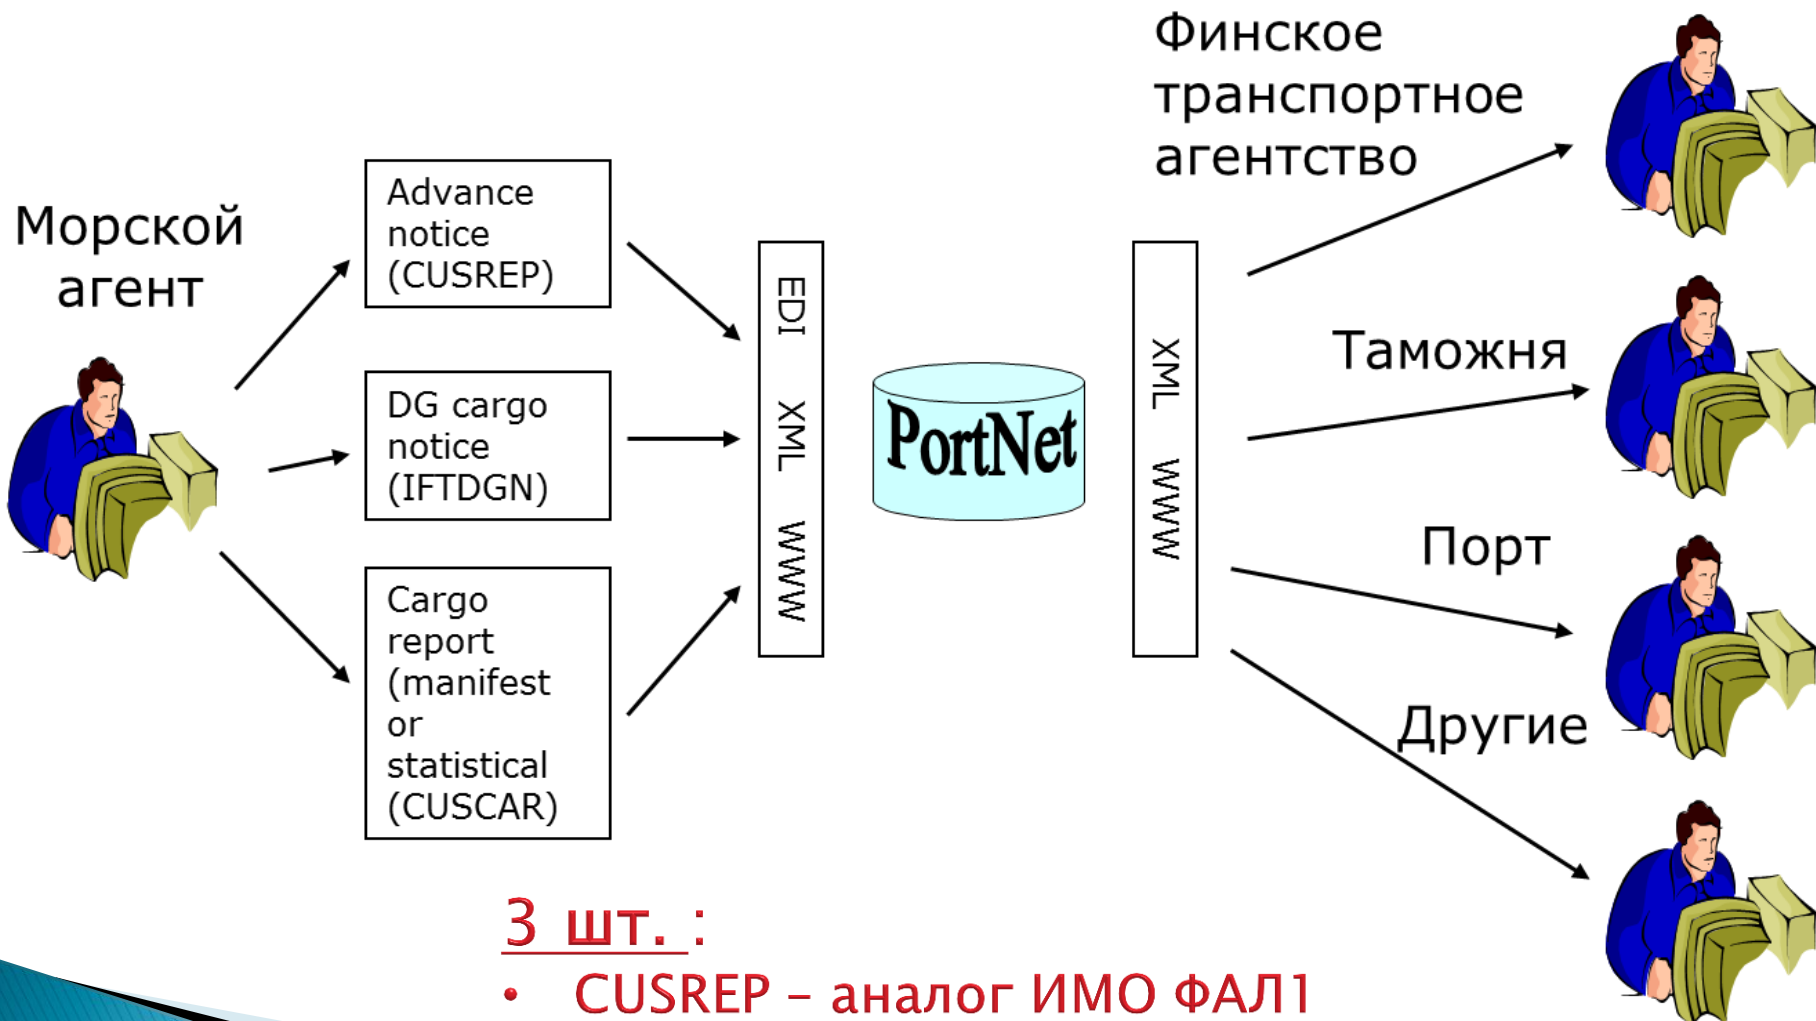 Морской
агент
Advance
notice
(CUSREP)
DG cargo
notice
(IFTDGN)
Cargo
report
(manifest
or
statistical
(CUSCAR)
EDI XML WWW
PortNet
XML WWW
Финское
транспортное
агентство
Таможня
Порт
Другие
3 шт. :
• CUSREP – аналог ИМО ФАЛ1